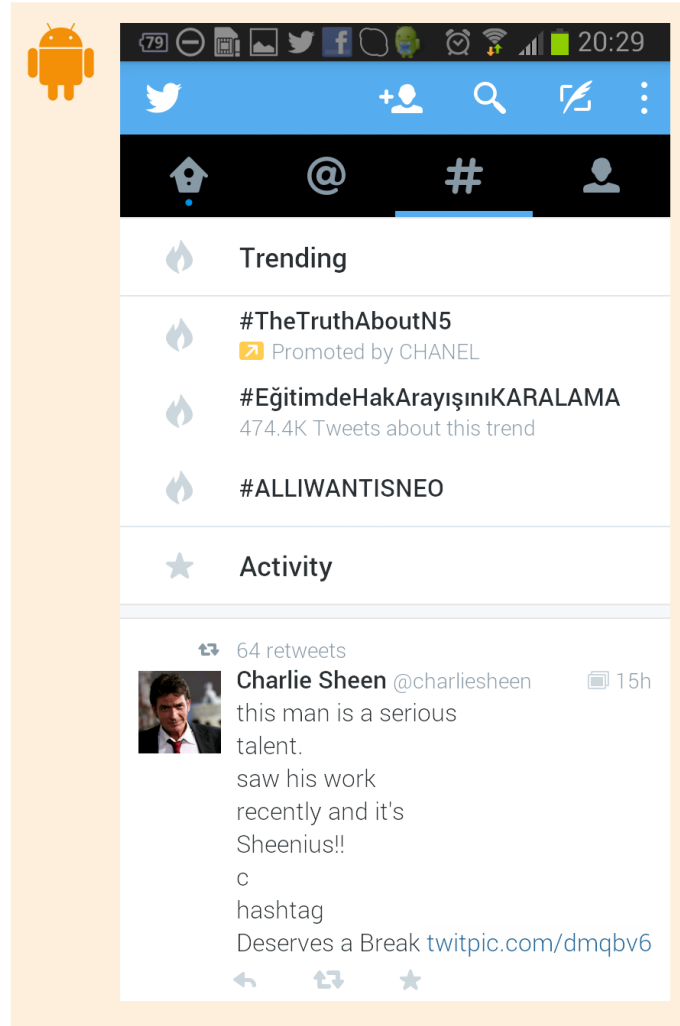 79 20:29
@ #
Trending
#TheTruthAboutN5
Promoted by CHANEL
#EğitimdeHakArayışınıKARALAMA
474.4K Tweets about this trend
#ALLIWANTISNEO
Activity
64 retweets
Charlie Sheen @charliesheen 15h
this man is a serious
talent.
saw his work
recently and it's
Sheenius!!
c
hashtag
Deserves a Break twitpic.com/dmqbv6